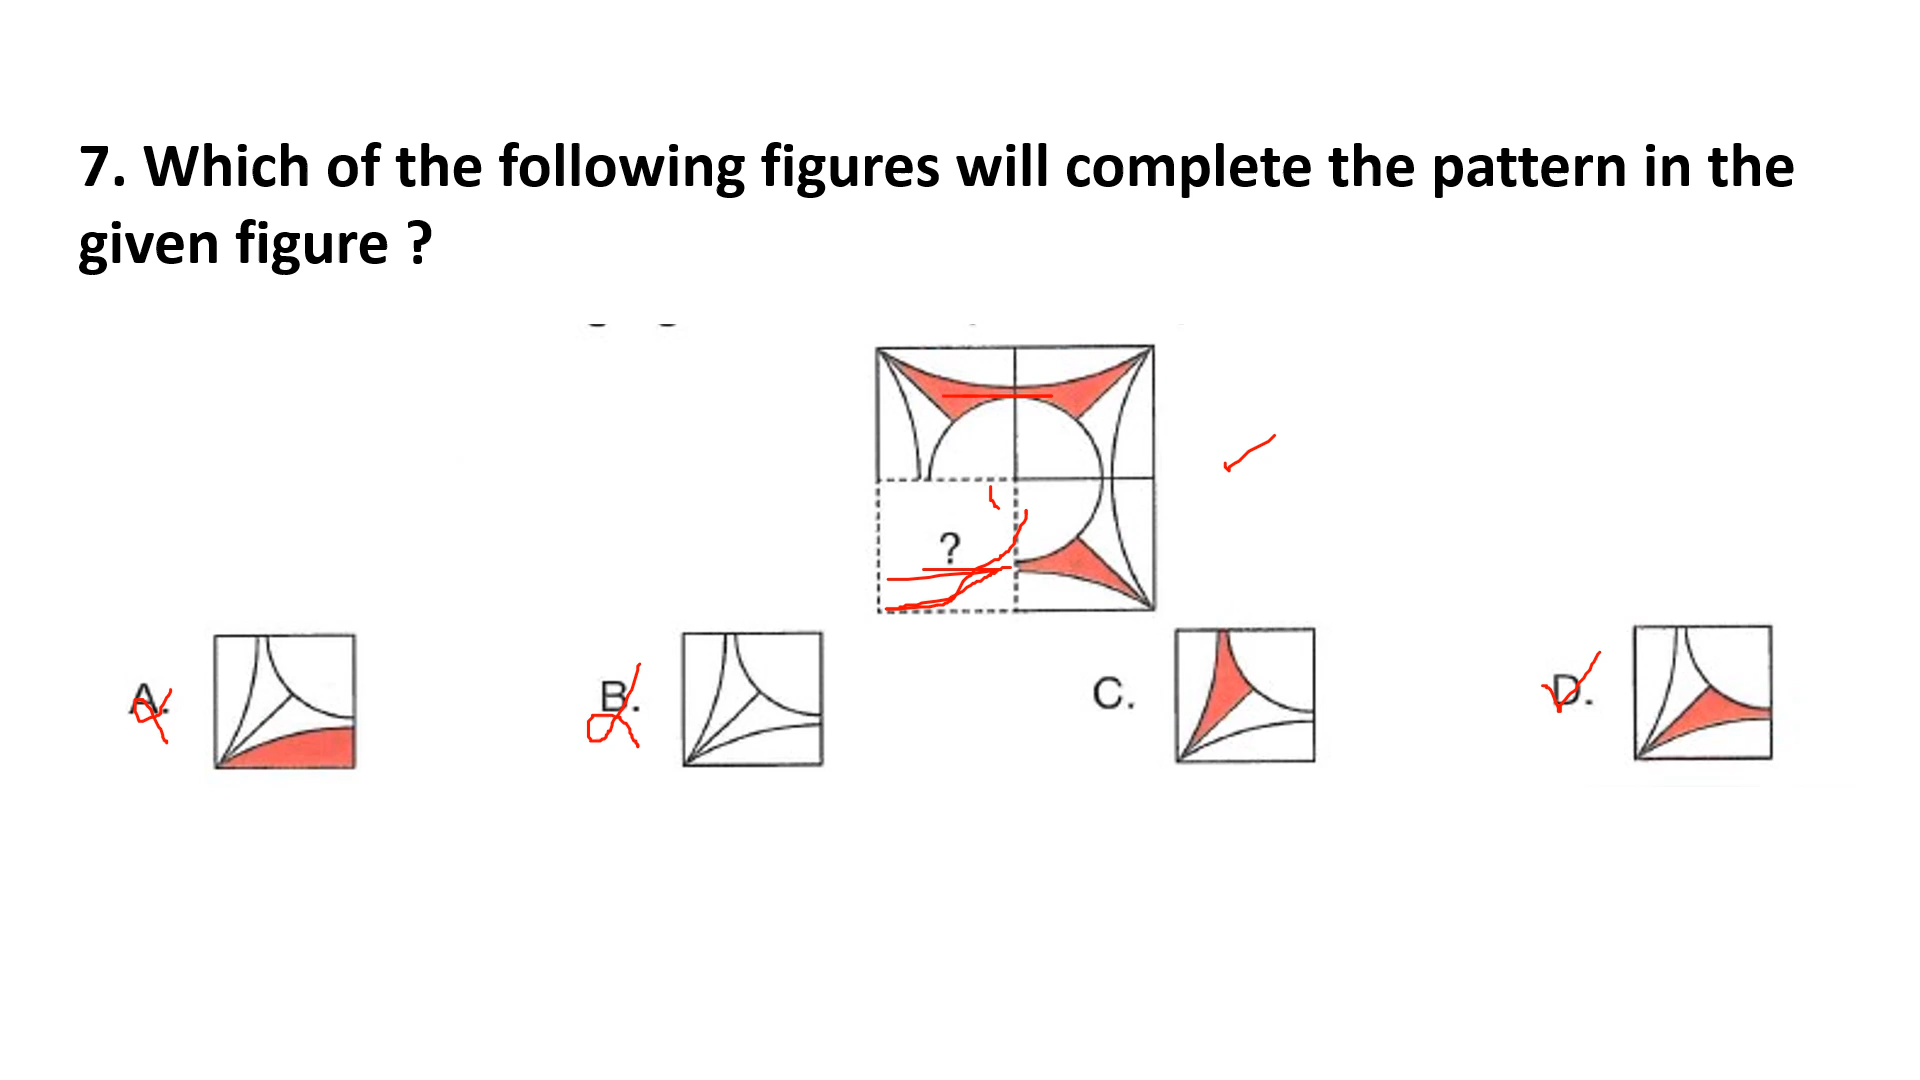 7. Which of the following figures will complete the pattern in the
given figure ?
?
A.
B.
C.
D.